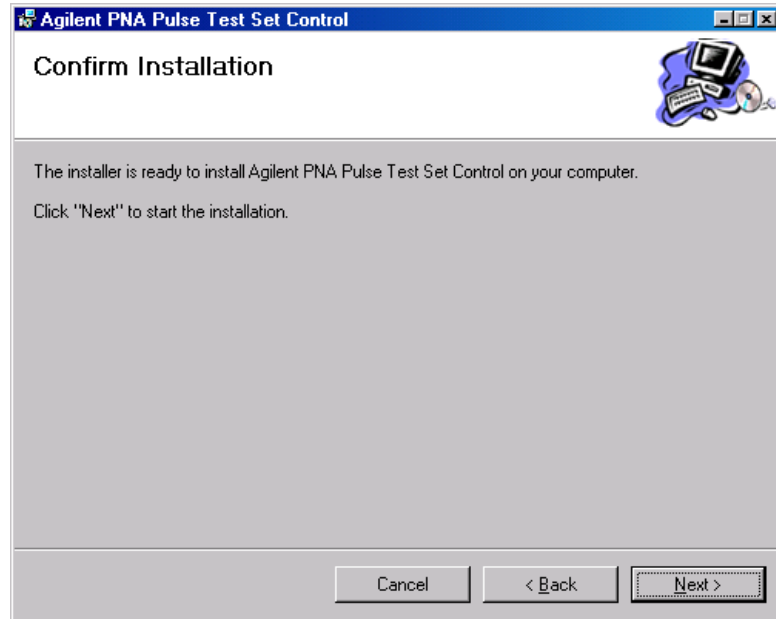 Agilent PNA Pulse Test Set Control
Confirm Installation
The installer is ready to install Agilent PNA Pulse Test Set Control on your computer.
Click "Next" to start the installation.
Cancel
< Back
Next >